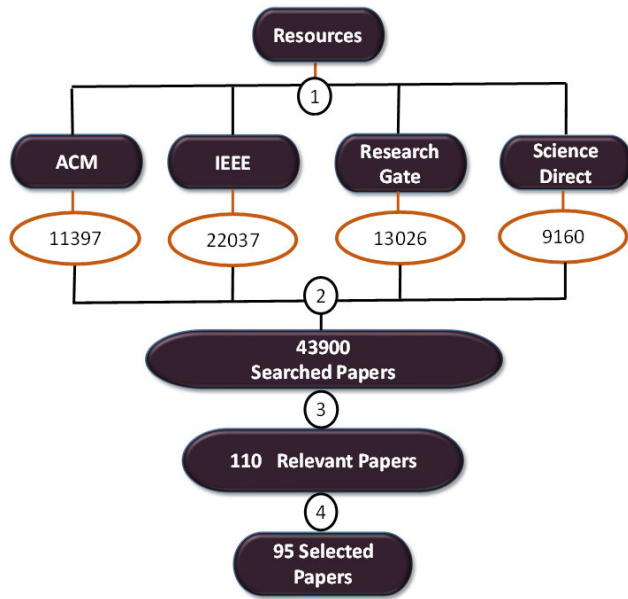 Resources
1
ACM
IEEE
Research
Gate
Science
Direct
11397
22037
13026
9160
2
43900
Searched Papers
3
110 Relevant Papers
4
95 Selected
Papers